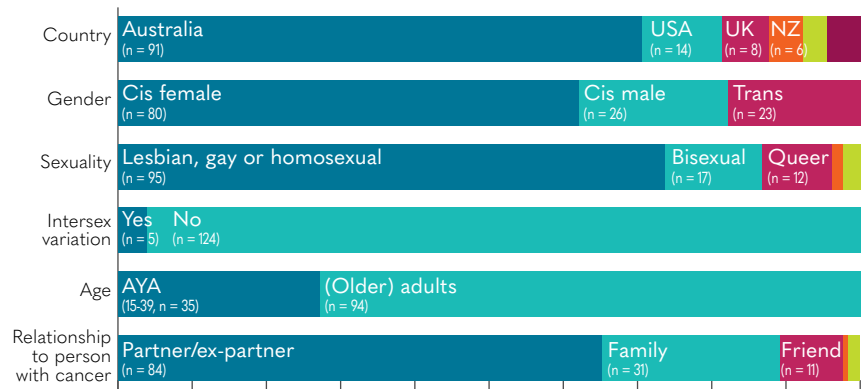 Country
Australia
(n = 91)
USA
(n = 14)
UK
(n = 8)
NZ
(n = 6)
Gender
Cis female
(n = 80)
Cis male
(n = 26)
Trans
(n = 23)
Sexuality
Lesbian, gay or homosexual
(n = 95)
Bisexual
(n = 17)
Queer
(n = 12)
Intersex
variation
Yes
(n = 5)
No
(n = 124)
Age
AYA
(15-39, n = 35)
(Older) adults
(n = 94)
Relationship
to person
with cancer
Partner/ex-partner
(n = 84)
Family
(n = 31)
Friend
(n = 11)